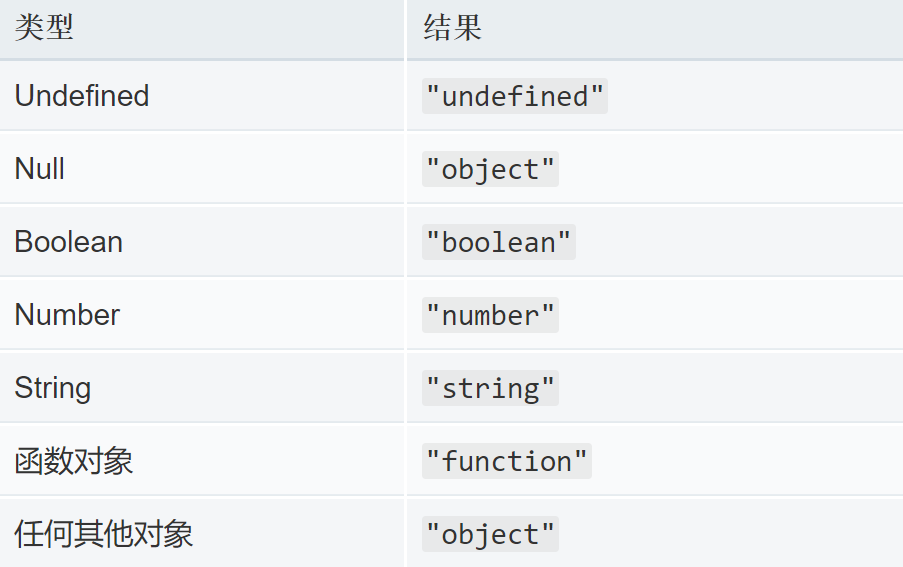 类型 结果
Undefined "undefined"
Null "object"
Boolean "boolean"
Number "number"
String "string"
函数对象 "function"
任何其他对象 "object"